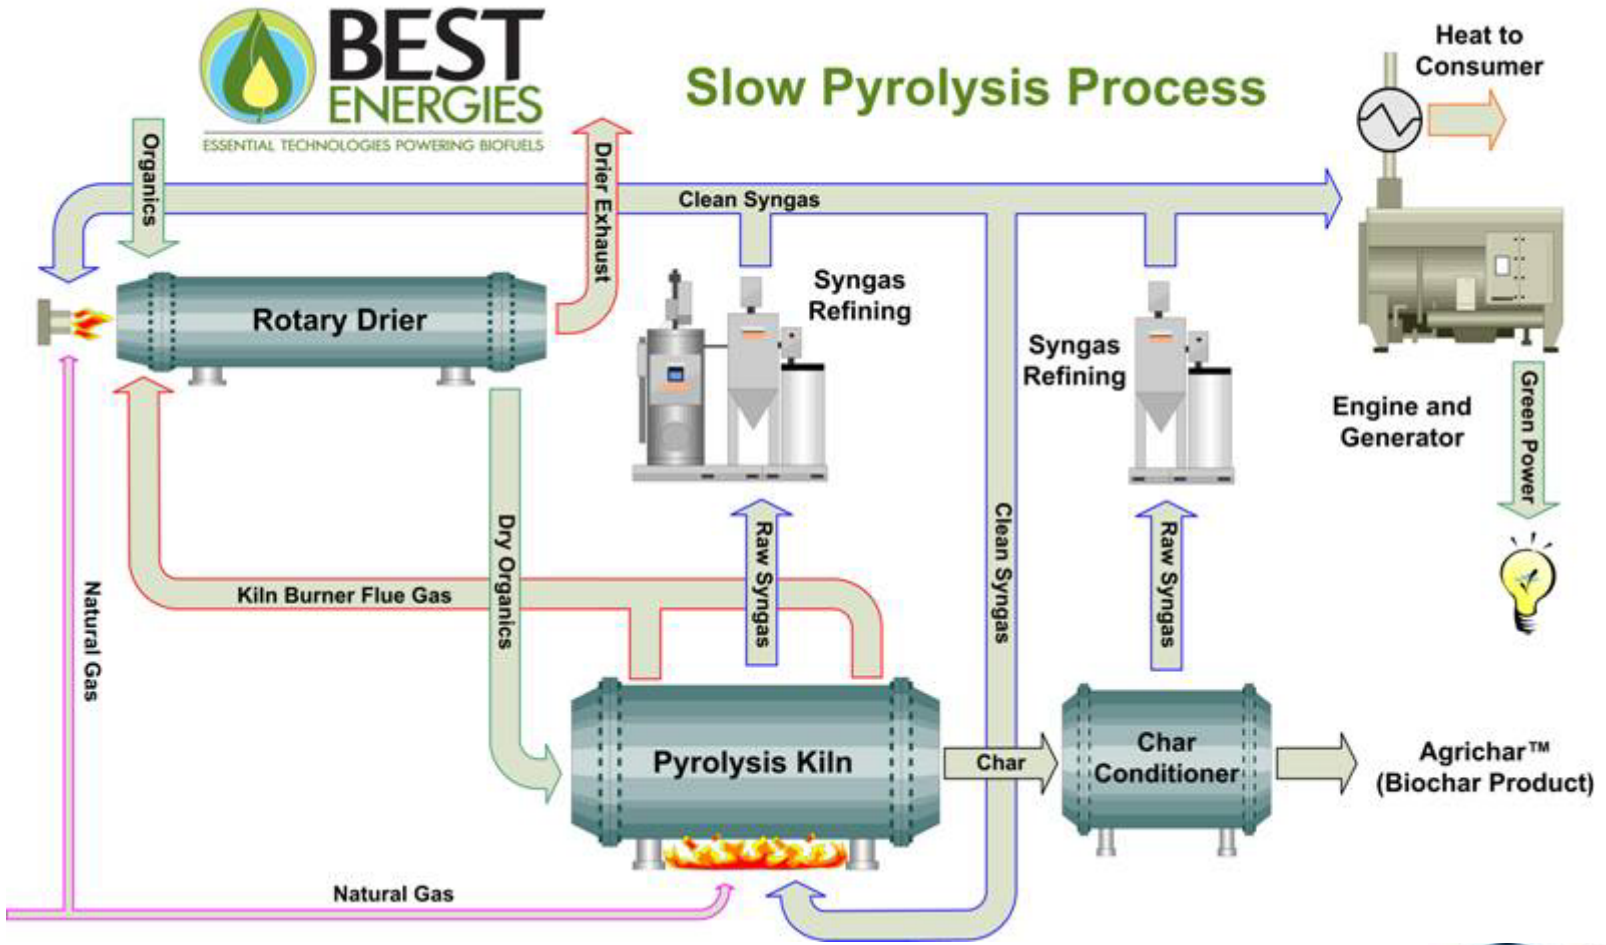 BEST
ENERGIES
ESSENTIAL TECHNOLOGIES POWERING BIOFUELS
Slow Pyrolysis Process
Heat to
Consumer
Organics
Drier Exhaust
Clean Syngas
Rotary Drier
Syngas
Refining
Syngas
Refining
Engine and
Generator
Green Power
Dry Organics
Raw Syngas
Clean Syngas
Raw Syngas
Kiln Burner Flue Gas
Natural Gas
Pyrolysis Kiln
Char
Char
Conditioner
Agrichar™
(Biochar Product)
Natural Gas